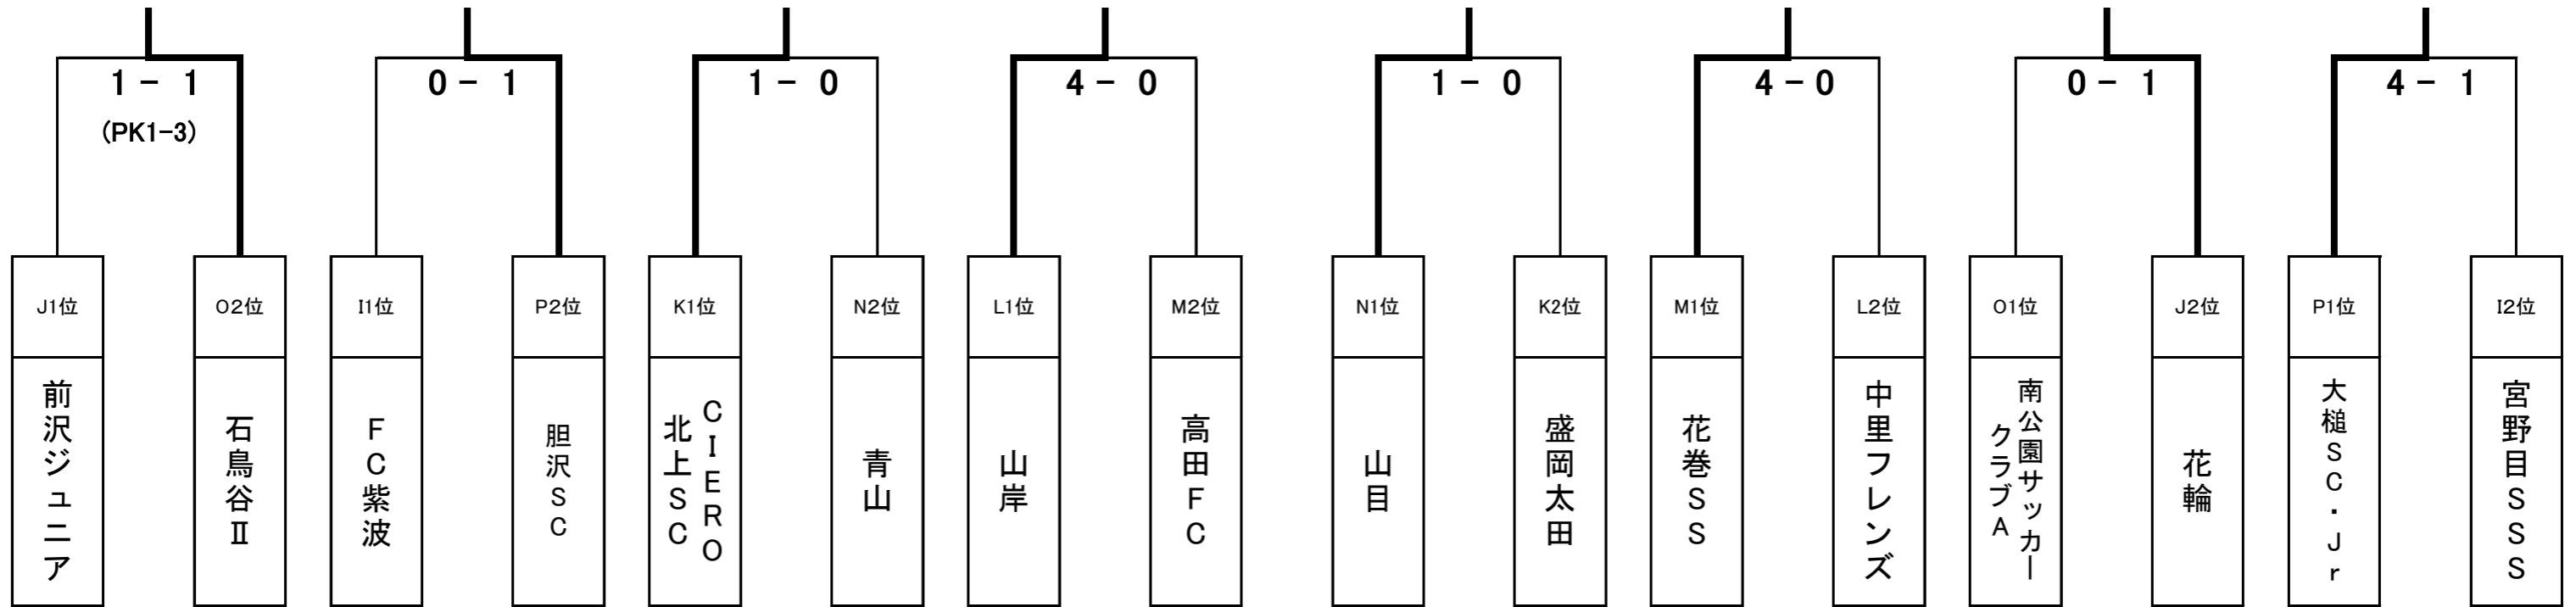 1－ 1
0－ 1
1－ 0
4－ 0
1－ 0
4－0
0－ 1
4－ 1
（PK1－3）
J1位
O2位
I1位
P2位
K1位
N2位
L1位
M2位
N1位
K2位
M1位
L2位
O1位
J2位
P1位
I2位
前沢ジュニア
石鳥谷Ⅱ
ＦＣ紫波
胆沢ＳＣ
ＣＩＥＲＯ
北上ＳＣ
青山
山岸
高田ＦＣ
山目
盛岡太田
花巻ＳＳ
中里フレンズ
南公園サッカー
クラブＡ
花輪
大槌ＳＣ・Ｊｒ
宮野目ＳＳＳ